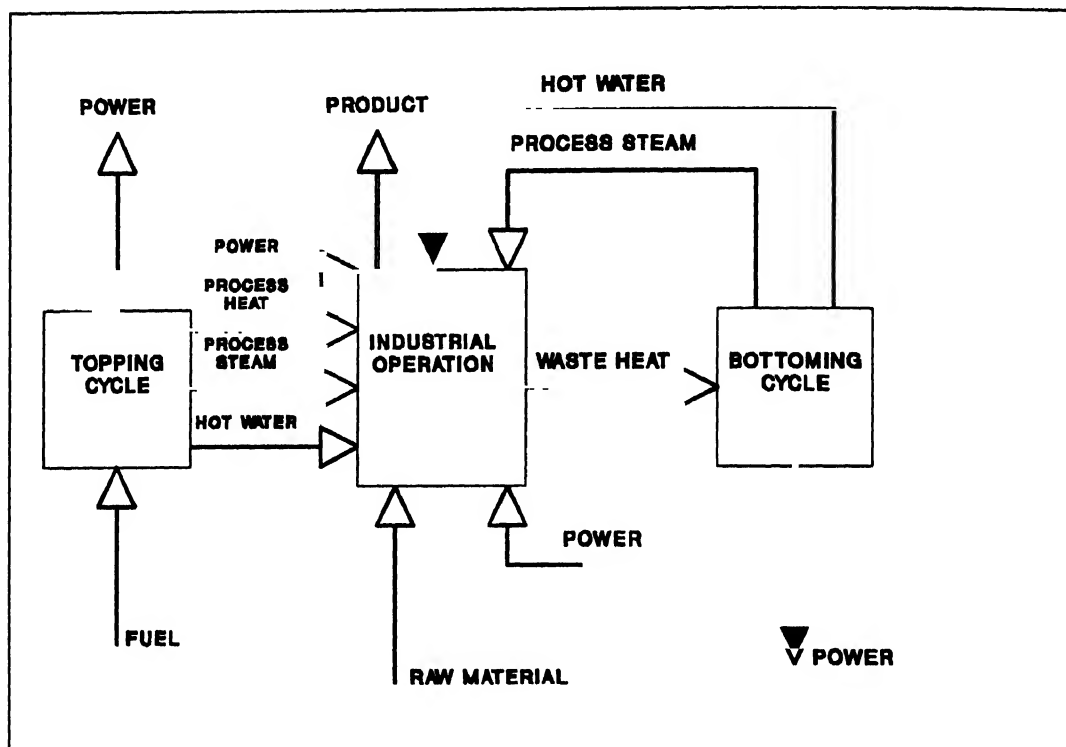 HOT WATER
POWER
PRODUCT
PROCESS STEAM
POWER
PROCESS
HEAT
PROCESS
STEAM
HOT WATER
TOPPING
CYCLE
INDUSTRIAL
OPERATION
WASTE HEAT
BOTTOMING
CYCLE
POWER
FUEL
RAW MATERIAL
POWER